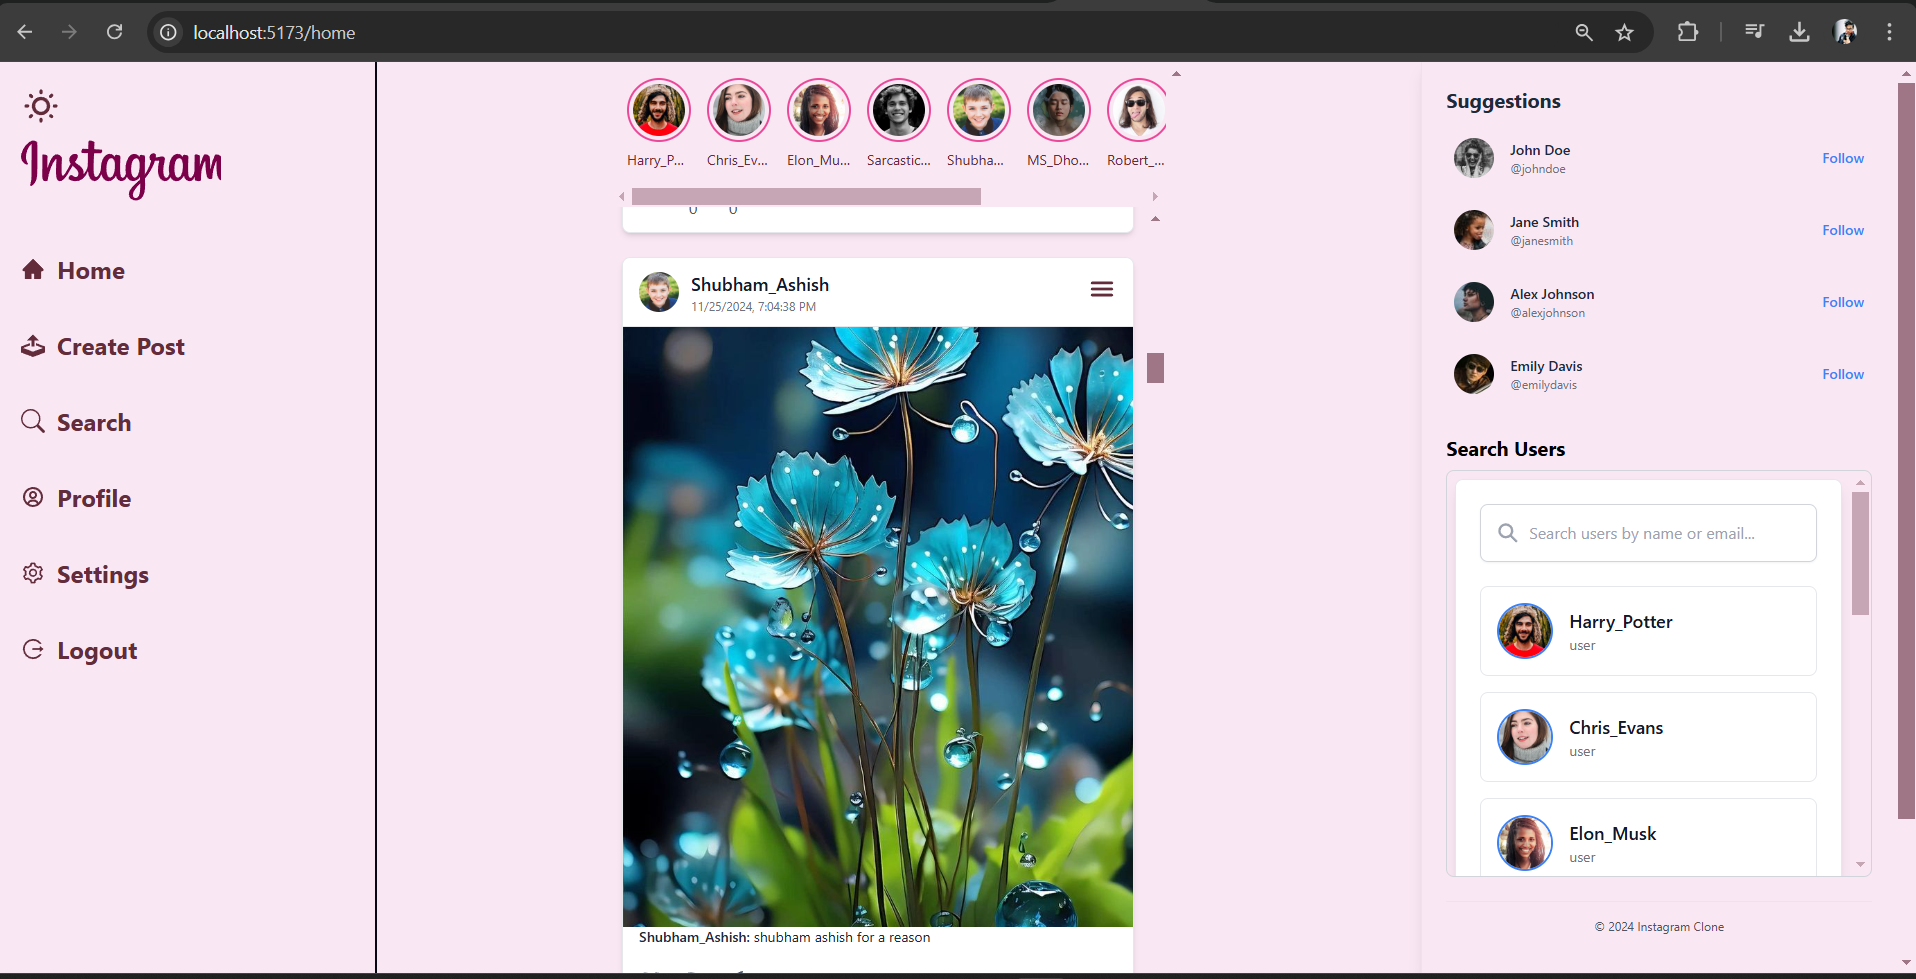 localhost:5173/home
Instagram
Home
Create Post
Search
Profile
Settings
Logout
Harry_P... Chris_Ev... Elon_Mu... Sarcastic... Shubha... MS_Dho... Robert_...
0 0
Shubham_Ashish
11/25/2024, 7:04:38 PM
Shubham_Ashish: shubham ashish for a reason
Suggestions
John Doe
@johndoe
Follow
Jane Smith
@janesmith
Follow
Alex Johnson
@alexjohnson
Follow
Emily Davis
@emilydavis
Follow
Search Users
Search users by name or email...
Harry_Potter
user
Chris_Evans
user
Elon_Musk
user
© 2024 Instagram Clone